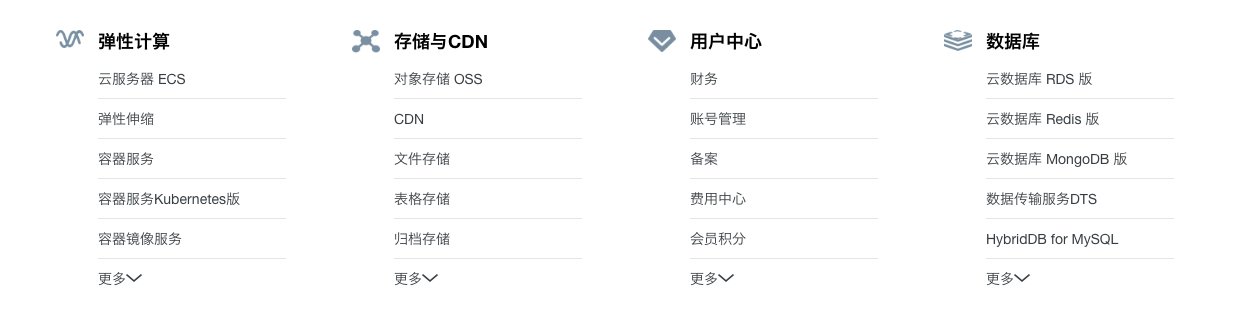 弹性计算
云服务器 ECS
弹性伸缩
容器服务
容器服务Kubernetes版
容器镜像服务
更多
存储与CDN
对象存储 OSS
CDN
文件存储
表格存储
归档存储
更多
用户中心
财务
账号管理
备案
费用中心
会员积分
更多
数据库
云数据库 RDS 版
云数据库 Redis 版
云数据库 MongoDB 版
数据传输服务DTS
HybridDB for MySQL
更多